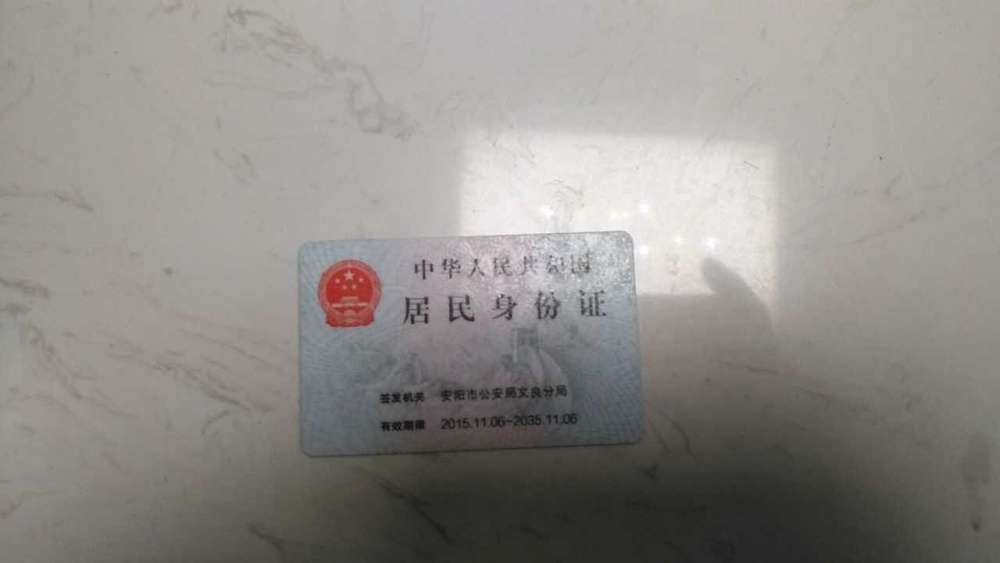 中华人民共和国
居民身份证
签发机关 安阳市公安局文良分局
有效期限 2015.11.06-2035.11.06